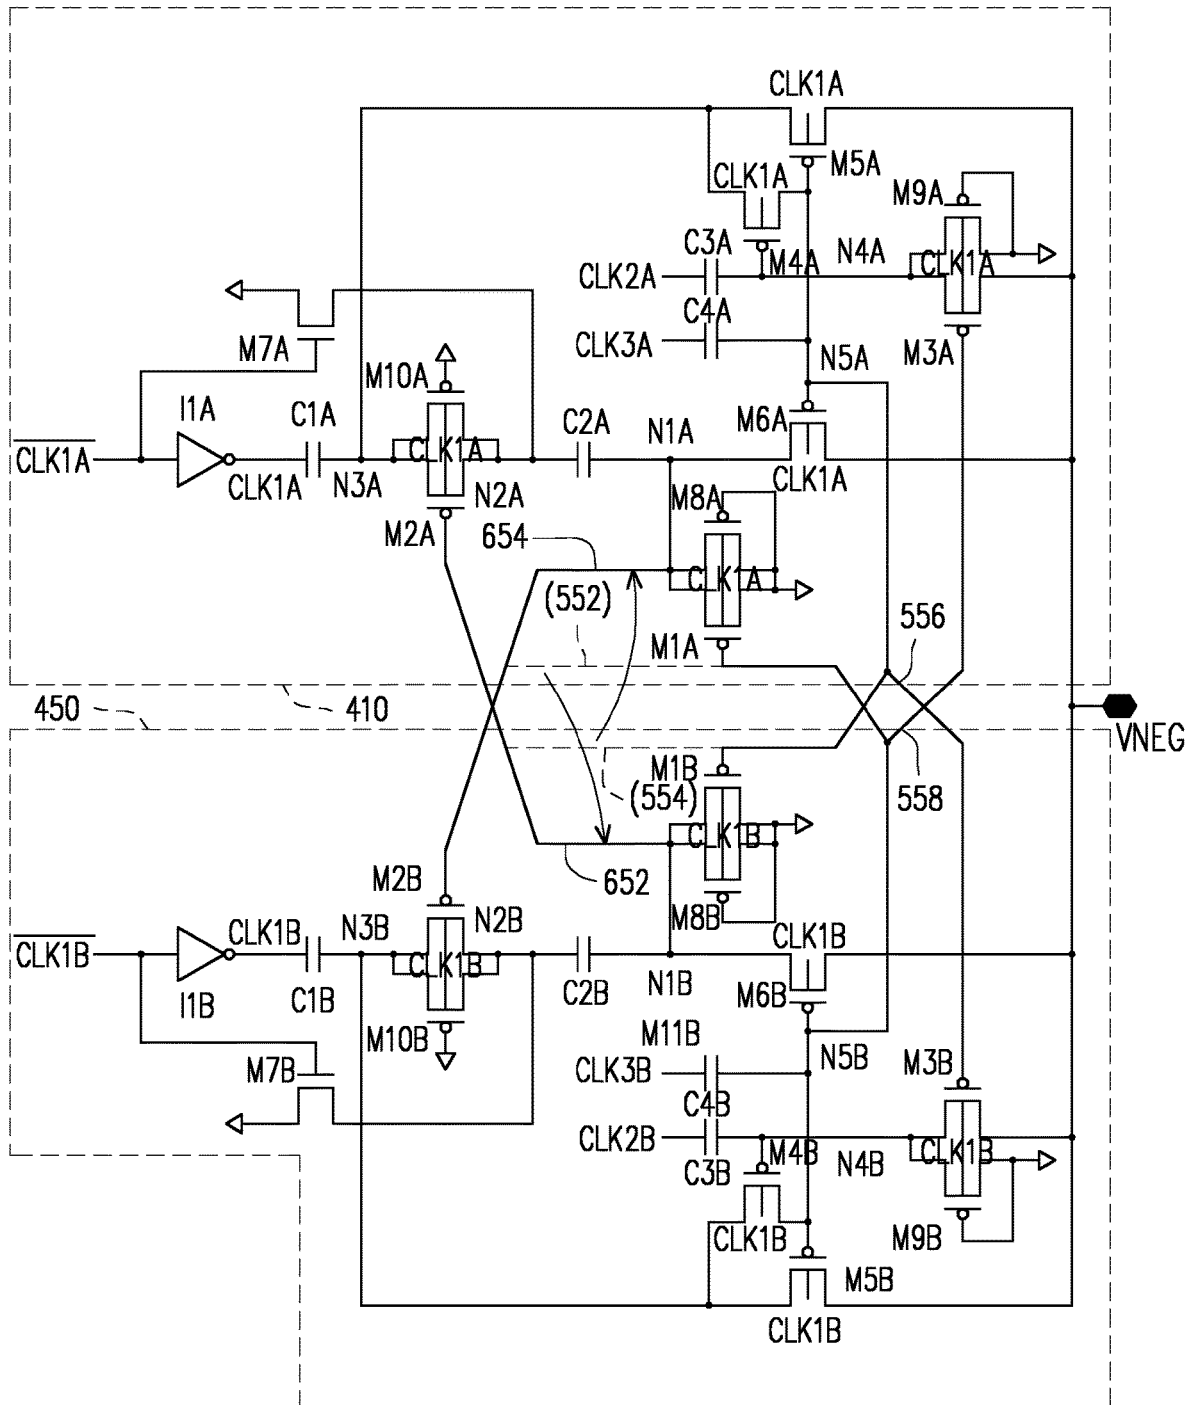 CLK1A
M5A
CLK1A
M9A
C3A
N4A
CLK2A
M4A
CLK1A
C4A
CLK3A
M7A
N5A
M3A
M10A
I1A
C1A
C2A
N1A
M6A
CLK1A
CLK1A
CLK1A
N3A
N2A
CLK1A
M2A
M8A
654
CLK1A
(552)
M1A
556
450
410
VNEG
M1B
(554)
558
CLK1B
652
M2B
M8B
N3B
N2B
CLK1B
CLK1B
CLK1B
CLK1B
I1B
C1B
C2B
N1B
M6B
M10B
M11B
M7B
CLK3B
N5B
M3B
C4B
CLK2B
M4B
N4B
CLK1B
C3B
CLK1B
M9B
M5B
CLK1B